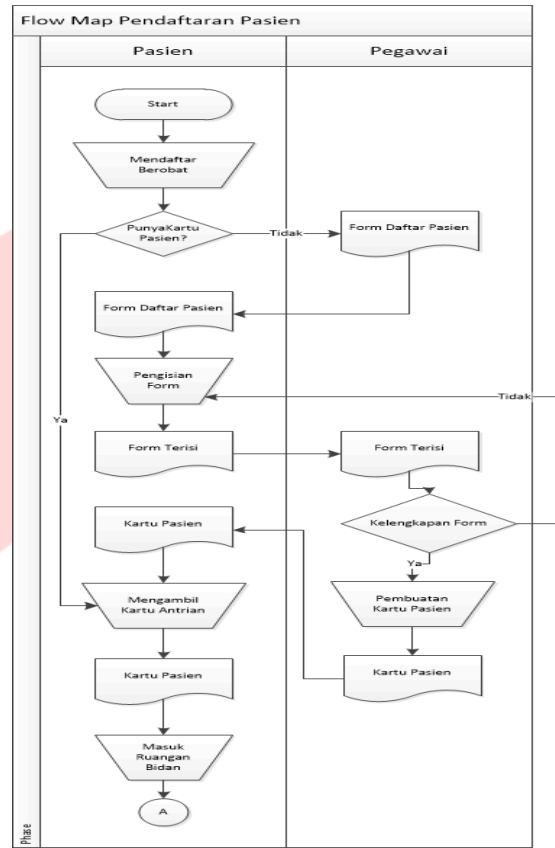 Flow Map Pendaftaran Pasien
Pasien
Pegawai
Start
Mendaftar
Berobat
PunyaKartu
Pasien?
Tidak
Form Daftar Pasien
Form Daftar Pasien
Pengisian
Form
Tidak
Ya
Form Terisi
Form Terisi
Kartu Pasien
Kelengkapan Form
Ya
Mengambil
Kartu Antrian
Pembuatan
Kartu Pasien
Kartu Pasien
Kartu Pasien
Masuk
Ruangan
Bidan
A
Phase